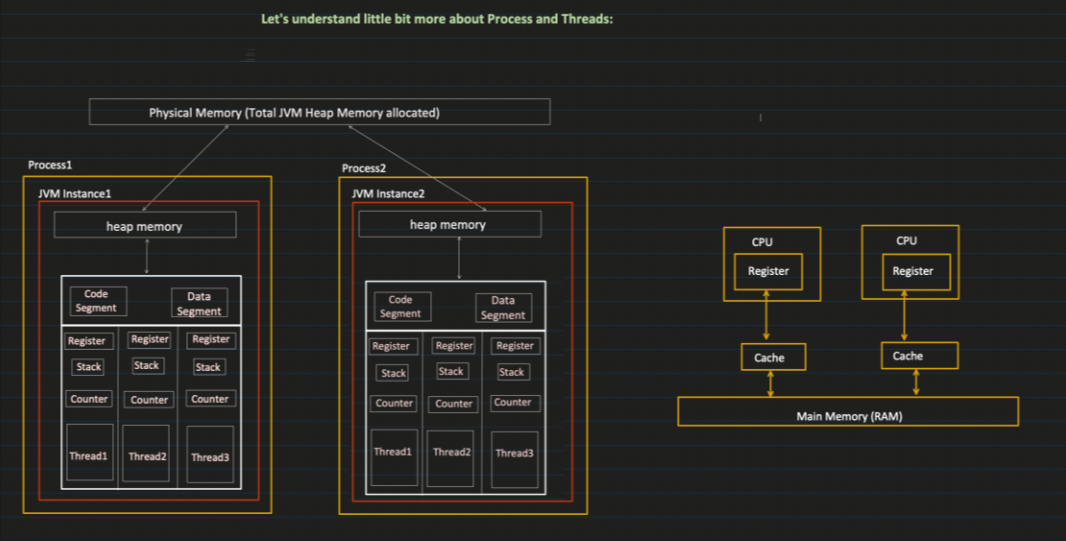 Let's understand little bit more about Process and Threads:
Physical Memory (Total JVM Heap Memory allocated)
Process1
JVM Instance1
heap memory
Code
Segment
Data
Segment
Register
Register
Register
Stack
Stack
Stack
Counter
Counter
Counter
Thread1
Thread2
Thread3
Process2
JVM Instance2
heap memory
Code
Segment
Data
Segment
Register
Register
Register
Stack
Stack
Stack
Counter
Counter
Counter
Thread1
Thread2
Thread3
CPU
Register
Cache
CPU
Register
Cache
Main Memory (RAM)